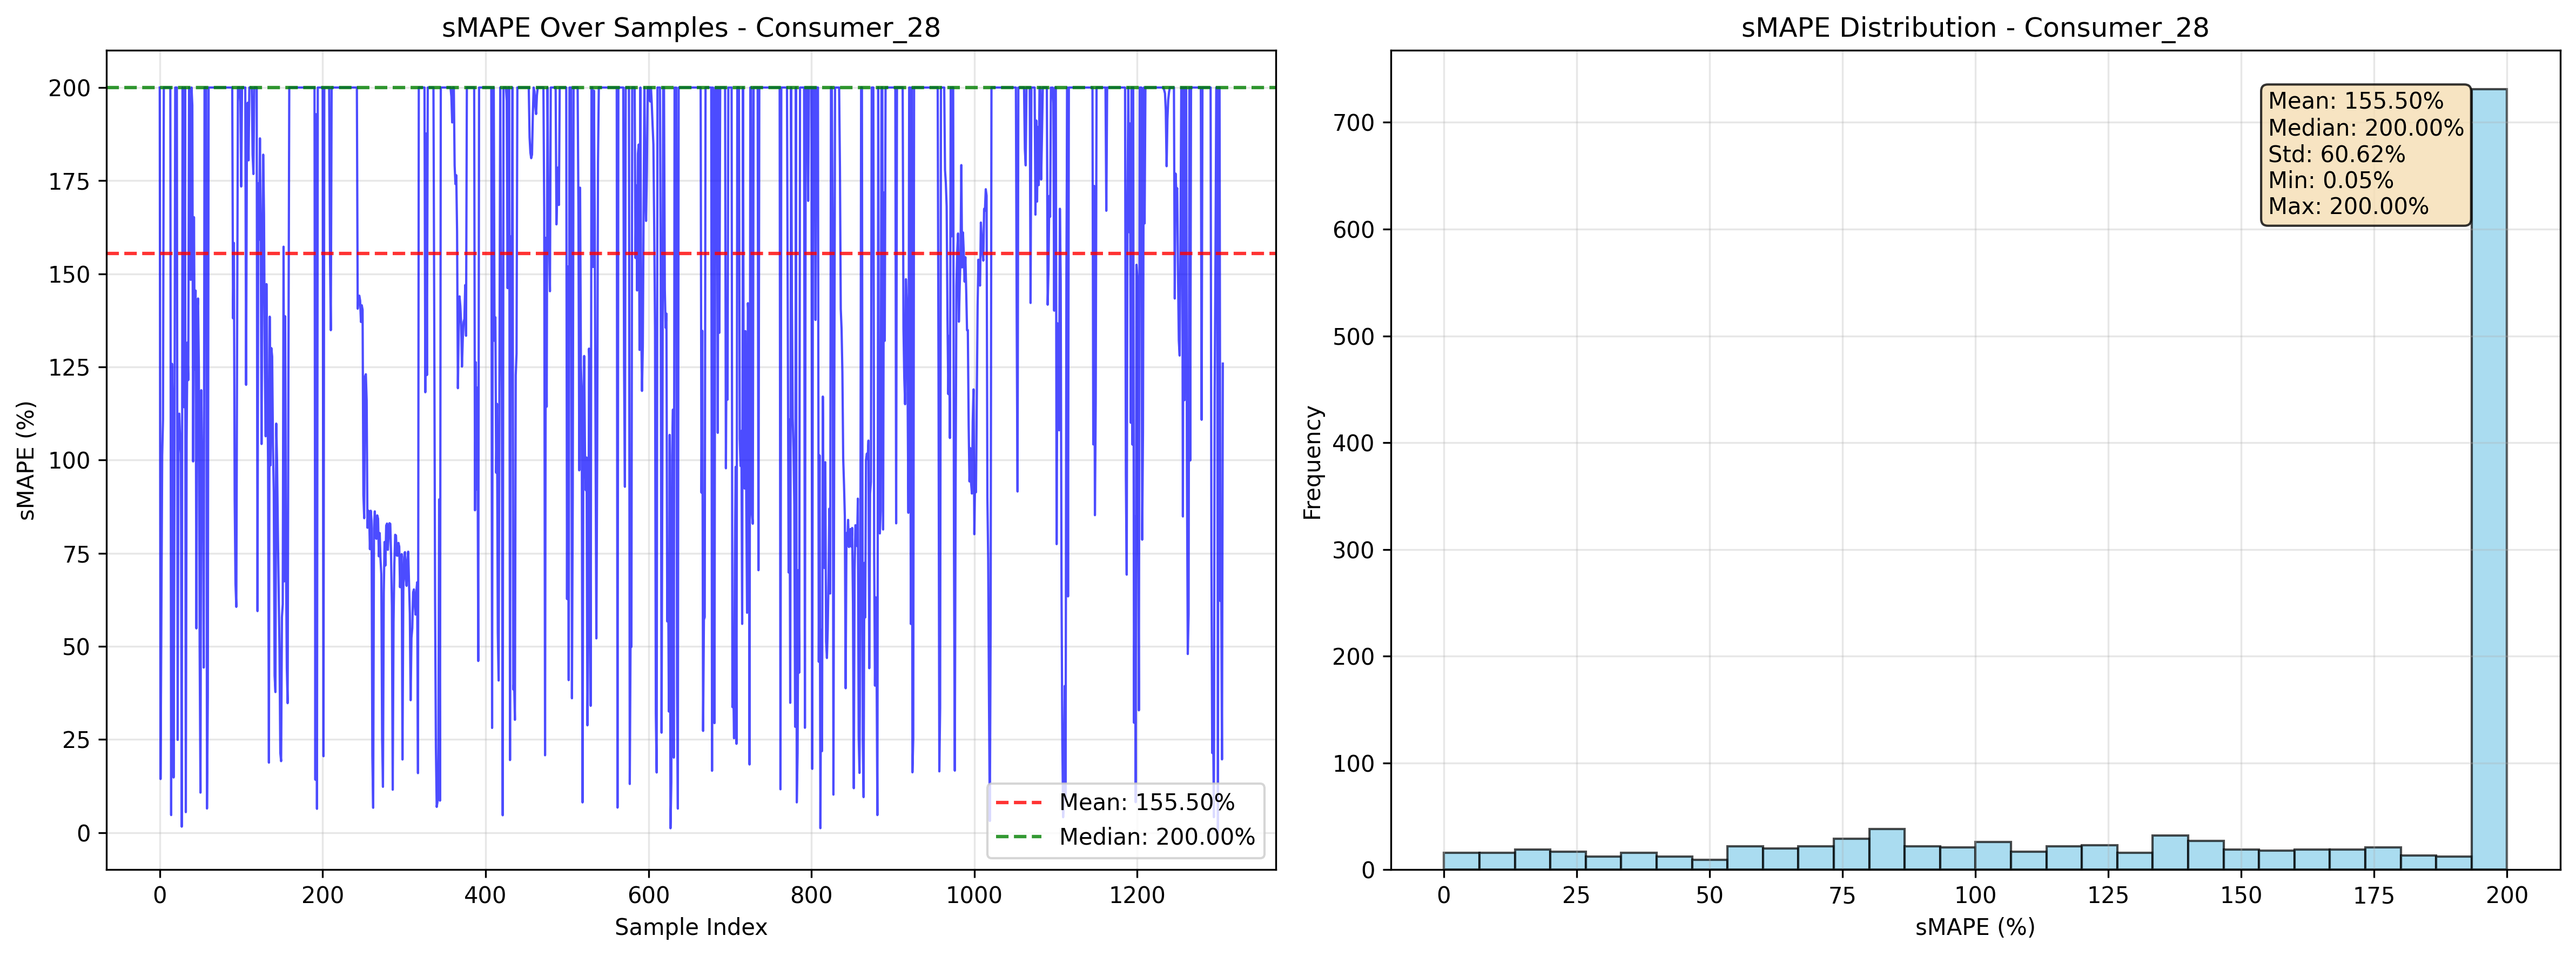 sMAPE Over Samples - Consumer_28
sMAPE (%)
200
175
150
125
100
75
50
25
0
0 200 400 600 800 1000 1200
Sample Index
Mean: 155.50%
Median: 200.00%
sMAPE Distribution - Consumer_28
Frequency
700
600
500
400
300
200
100
0
0 25 50 75 100 125 150 175 200
sMAPE (%)
Mean: 155.50%
Median: 200.00%
Std: 60.62%
Min: 0.05%
Max: 200.00%